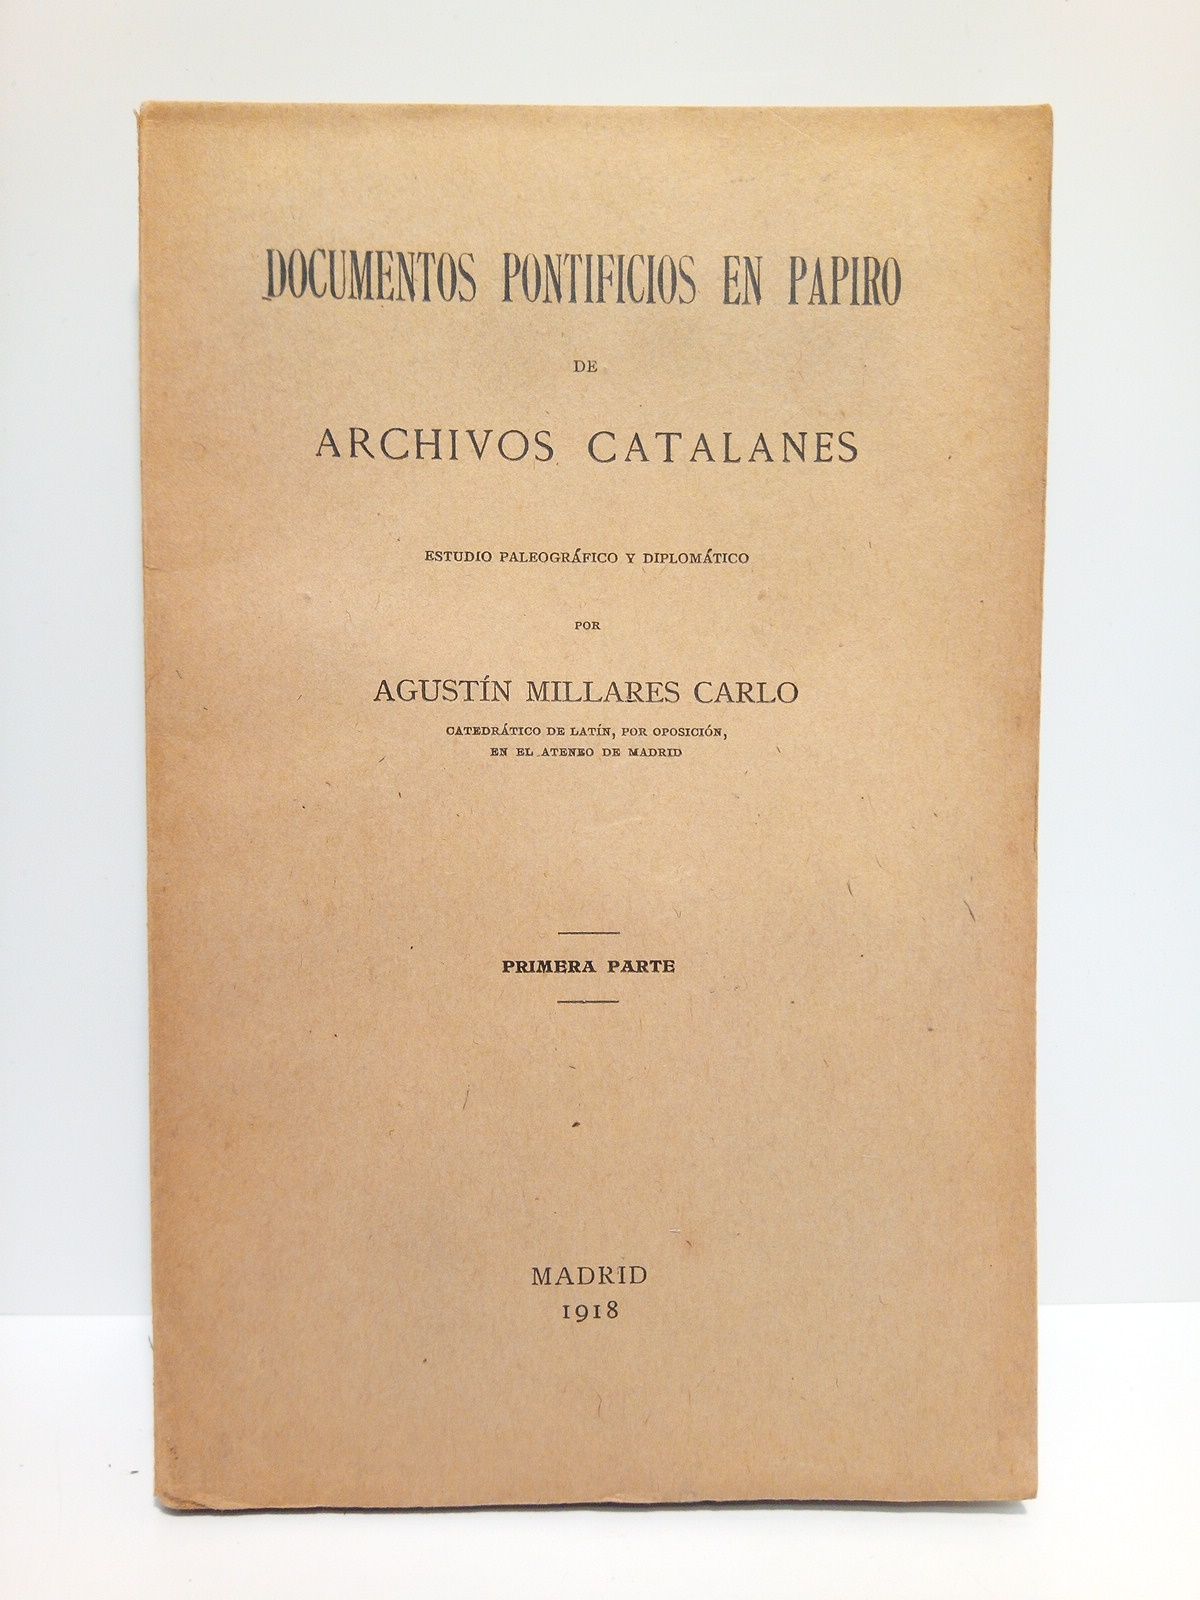 DOCUMENTOS PONTIFICIOS EN PAPIRO
DE
ARCHIVOS CATALANES
ESTUDIO PALEOGRÁFICO Y DIPLOMÁTICO
POR
AGUSTÍN MILLARES CARLO
CATEDRÁTICO DE LATÍN, POR OPOSICIÓN,
EN EL ATENEO DE MADRID
PRIMERA PARTE
MADRID
1918